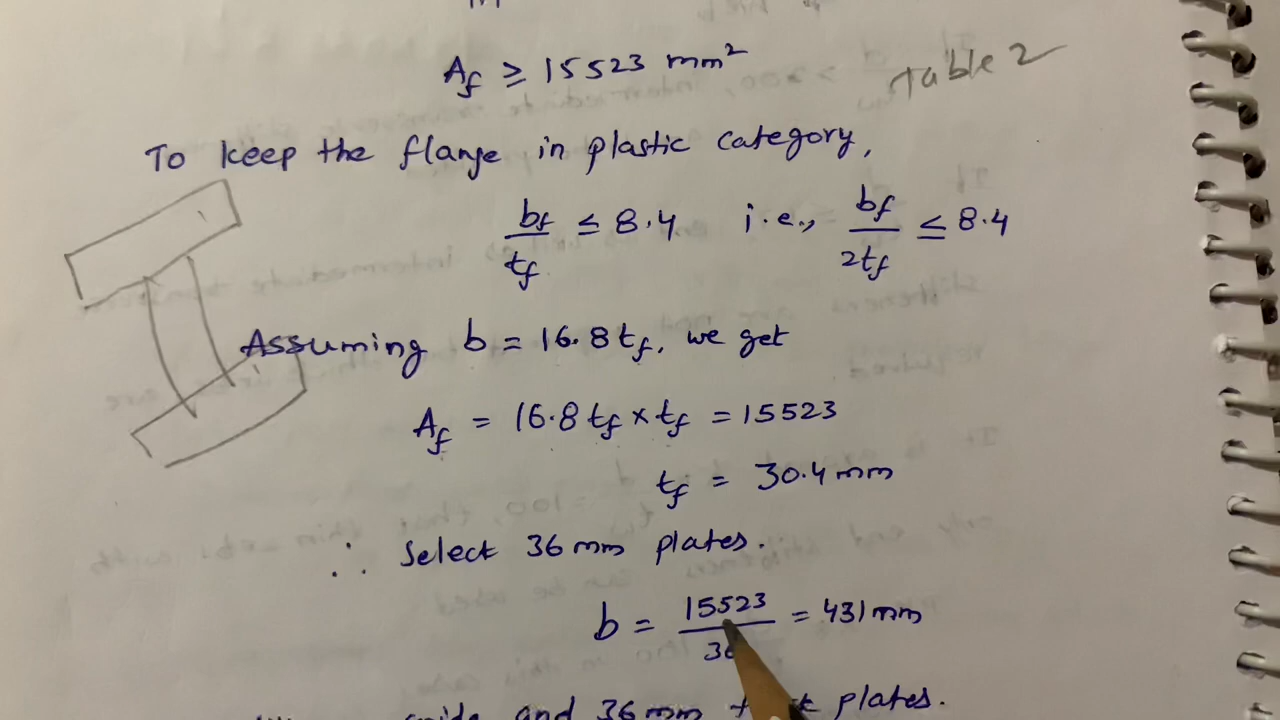 Af ≥ 15523 mm²
Table 2
To keep the flange in plastic category,
bf/tf ≤ 8.4 i.e., bf/2tf ≤ 8.4
Assuming b = 16.8 tf, we get
Af = 16.8 tf × tf = 15523
tf = 30.4 mm
∴ Select 36 mm plates.
b = 15523/36 = 431 mm
and 36 mm plates.